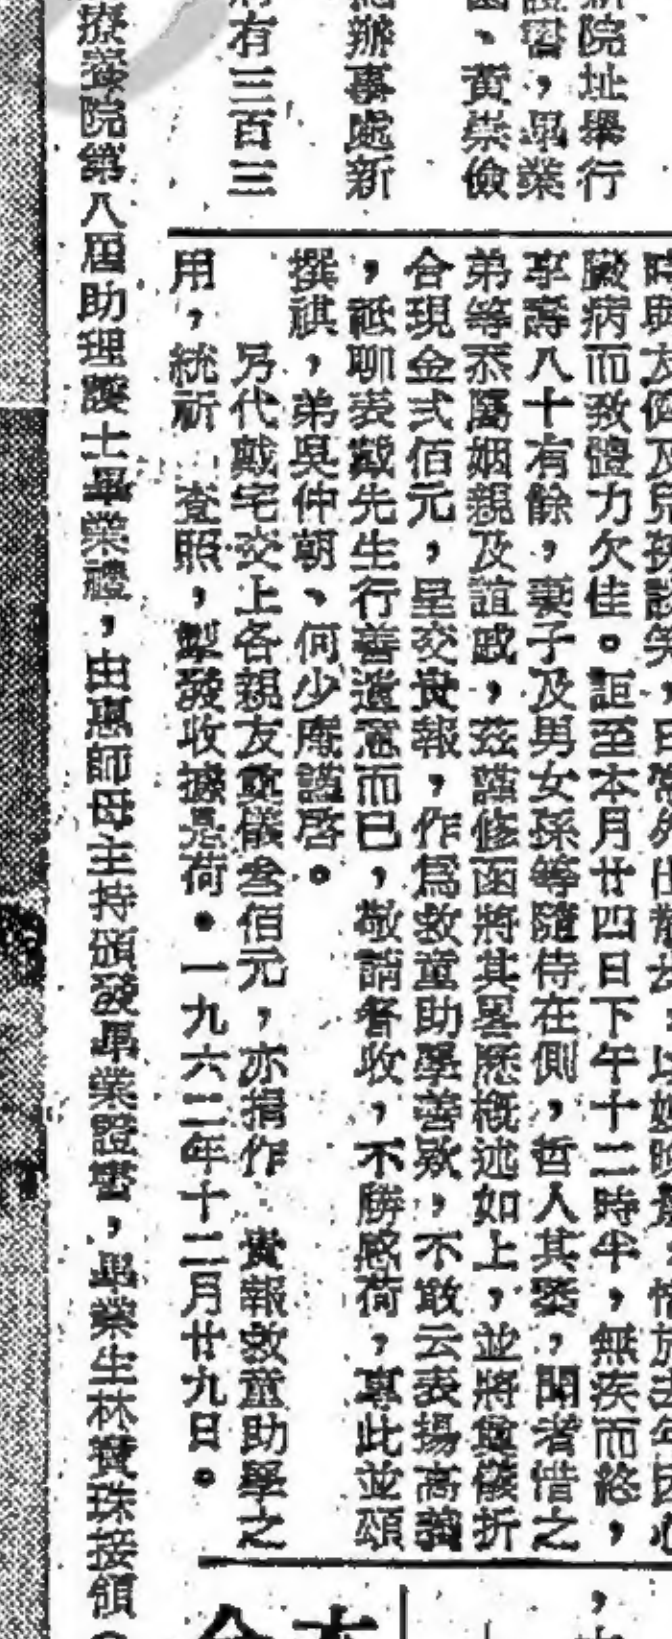 新院址舉行
證書，畢業
、黃崇儉
辦事處新
有三百三
臟病而致體力欠佳。詎至本月廿四日下午十二時半，無疾而終，
享壽八十有餘，妻子及男女孫等隨侍在側，哲人其萎，聞者惜之
弟等忝屬姻親及誼戚，茲謹修函將其畧歷概述如上，並將奠儀折
合現金式佰元，呈交貴報，作爲救童助學善欵，不敢云表揚高義
，祗聊表戴先生行善遺意而已，敬請詧收，不勝感荷，專此並頌
撰祺，弟吳仲朝、何少庵謹啓。
另代戴宅交上各親友奠儀叁佰元，亦捐作 貴報救童助學之
用，統祈 查照，掣發收據是荷。一九六二年十二月廿九日。
療養院第八屆助理護士畢業禮，由惠師母主持頒發畢業證書，畢業生林寶珠接領